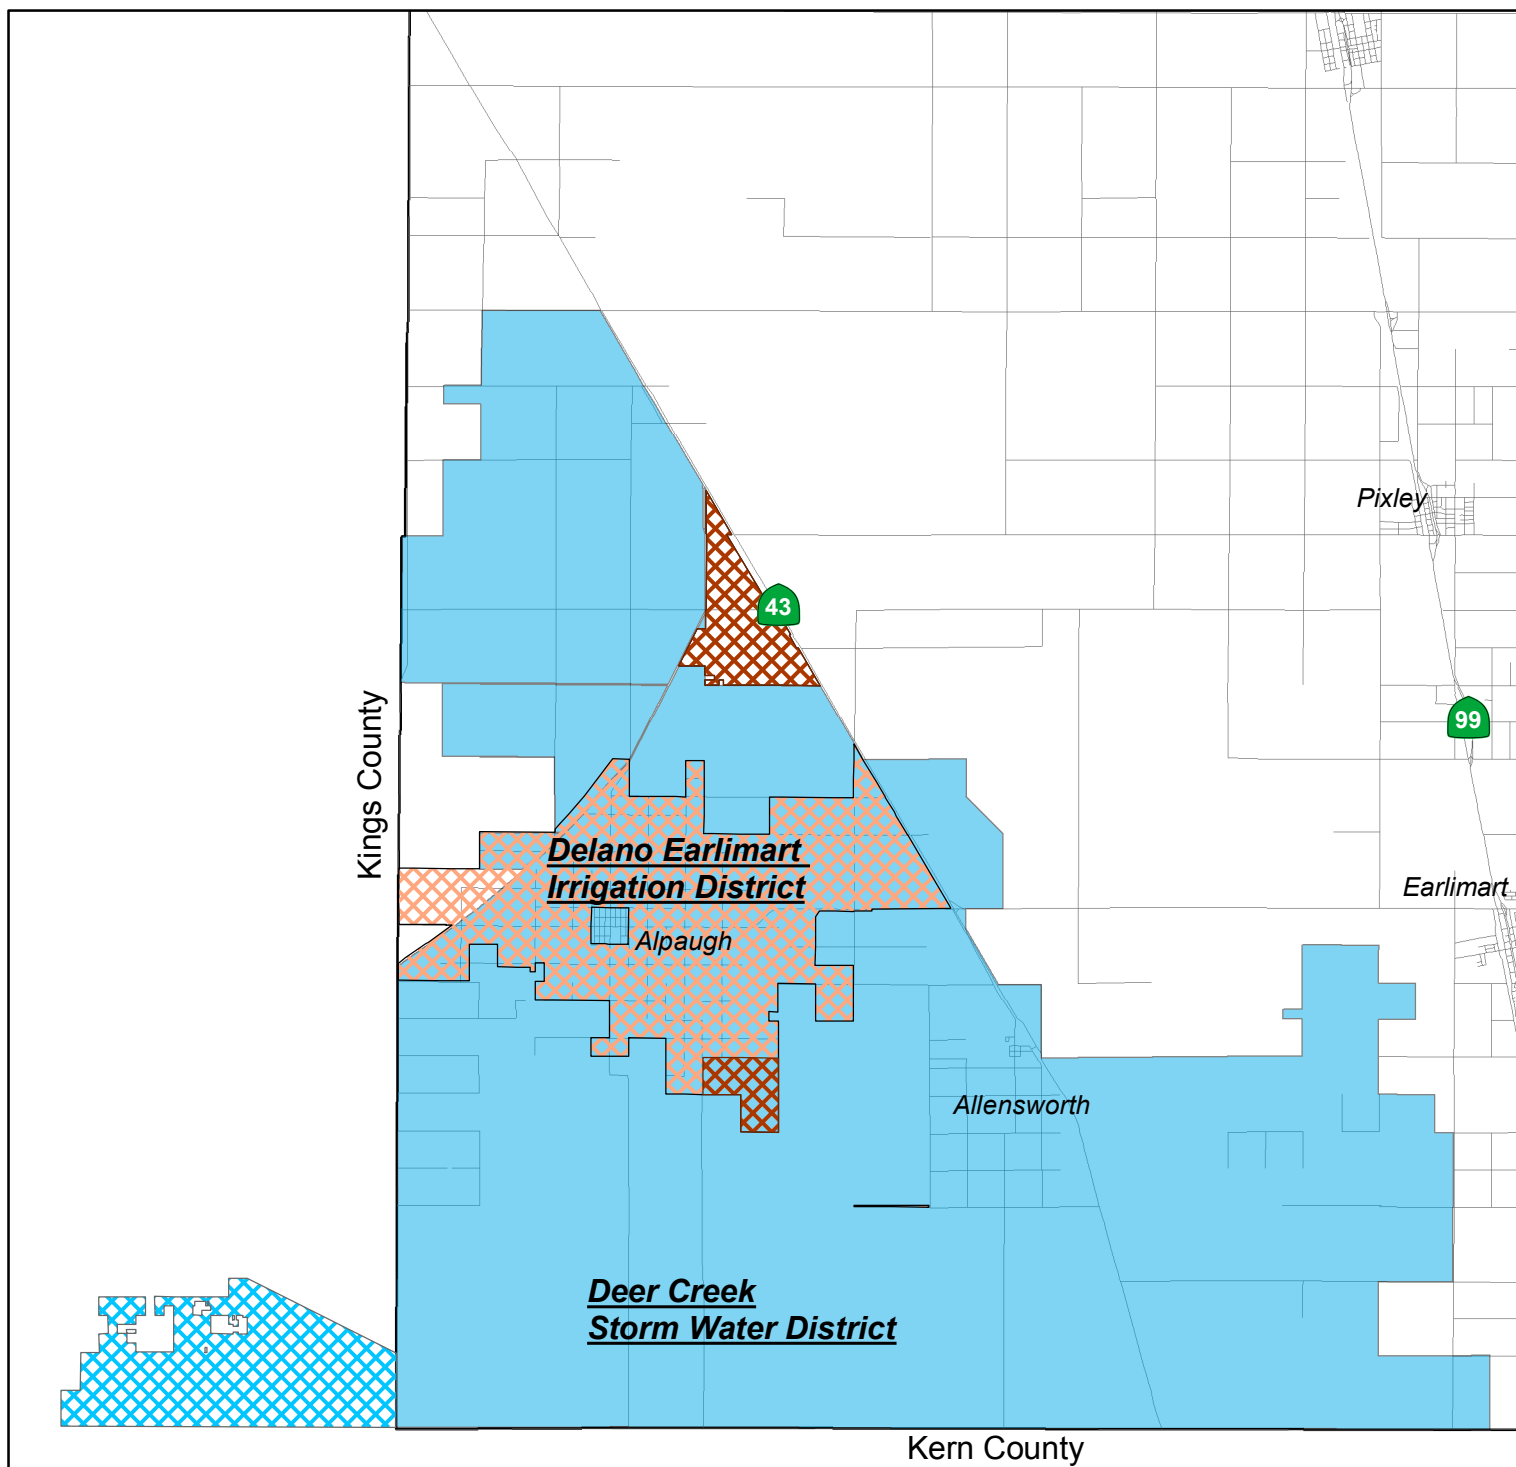 Pixley
43
99
Kings County
Delano Earlimart
Irrigation District
Earlimart
Alpaugh
Allensworth
Deer Creek
Storm Water District
Kern County